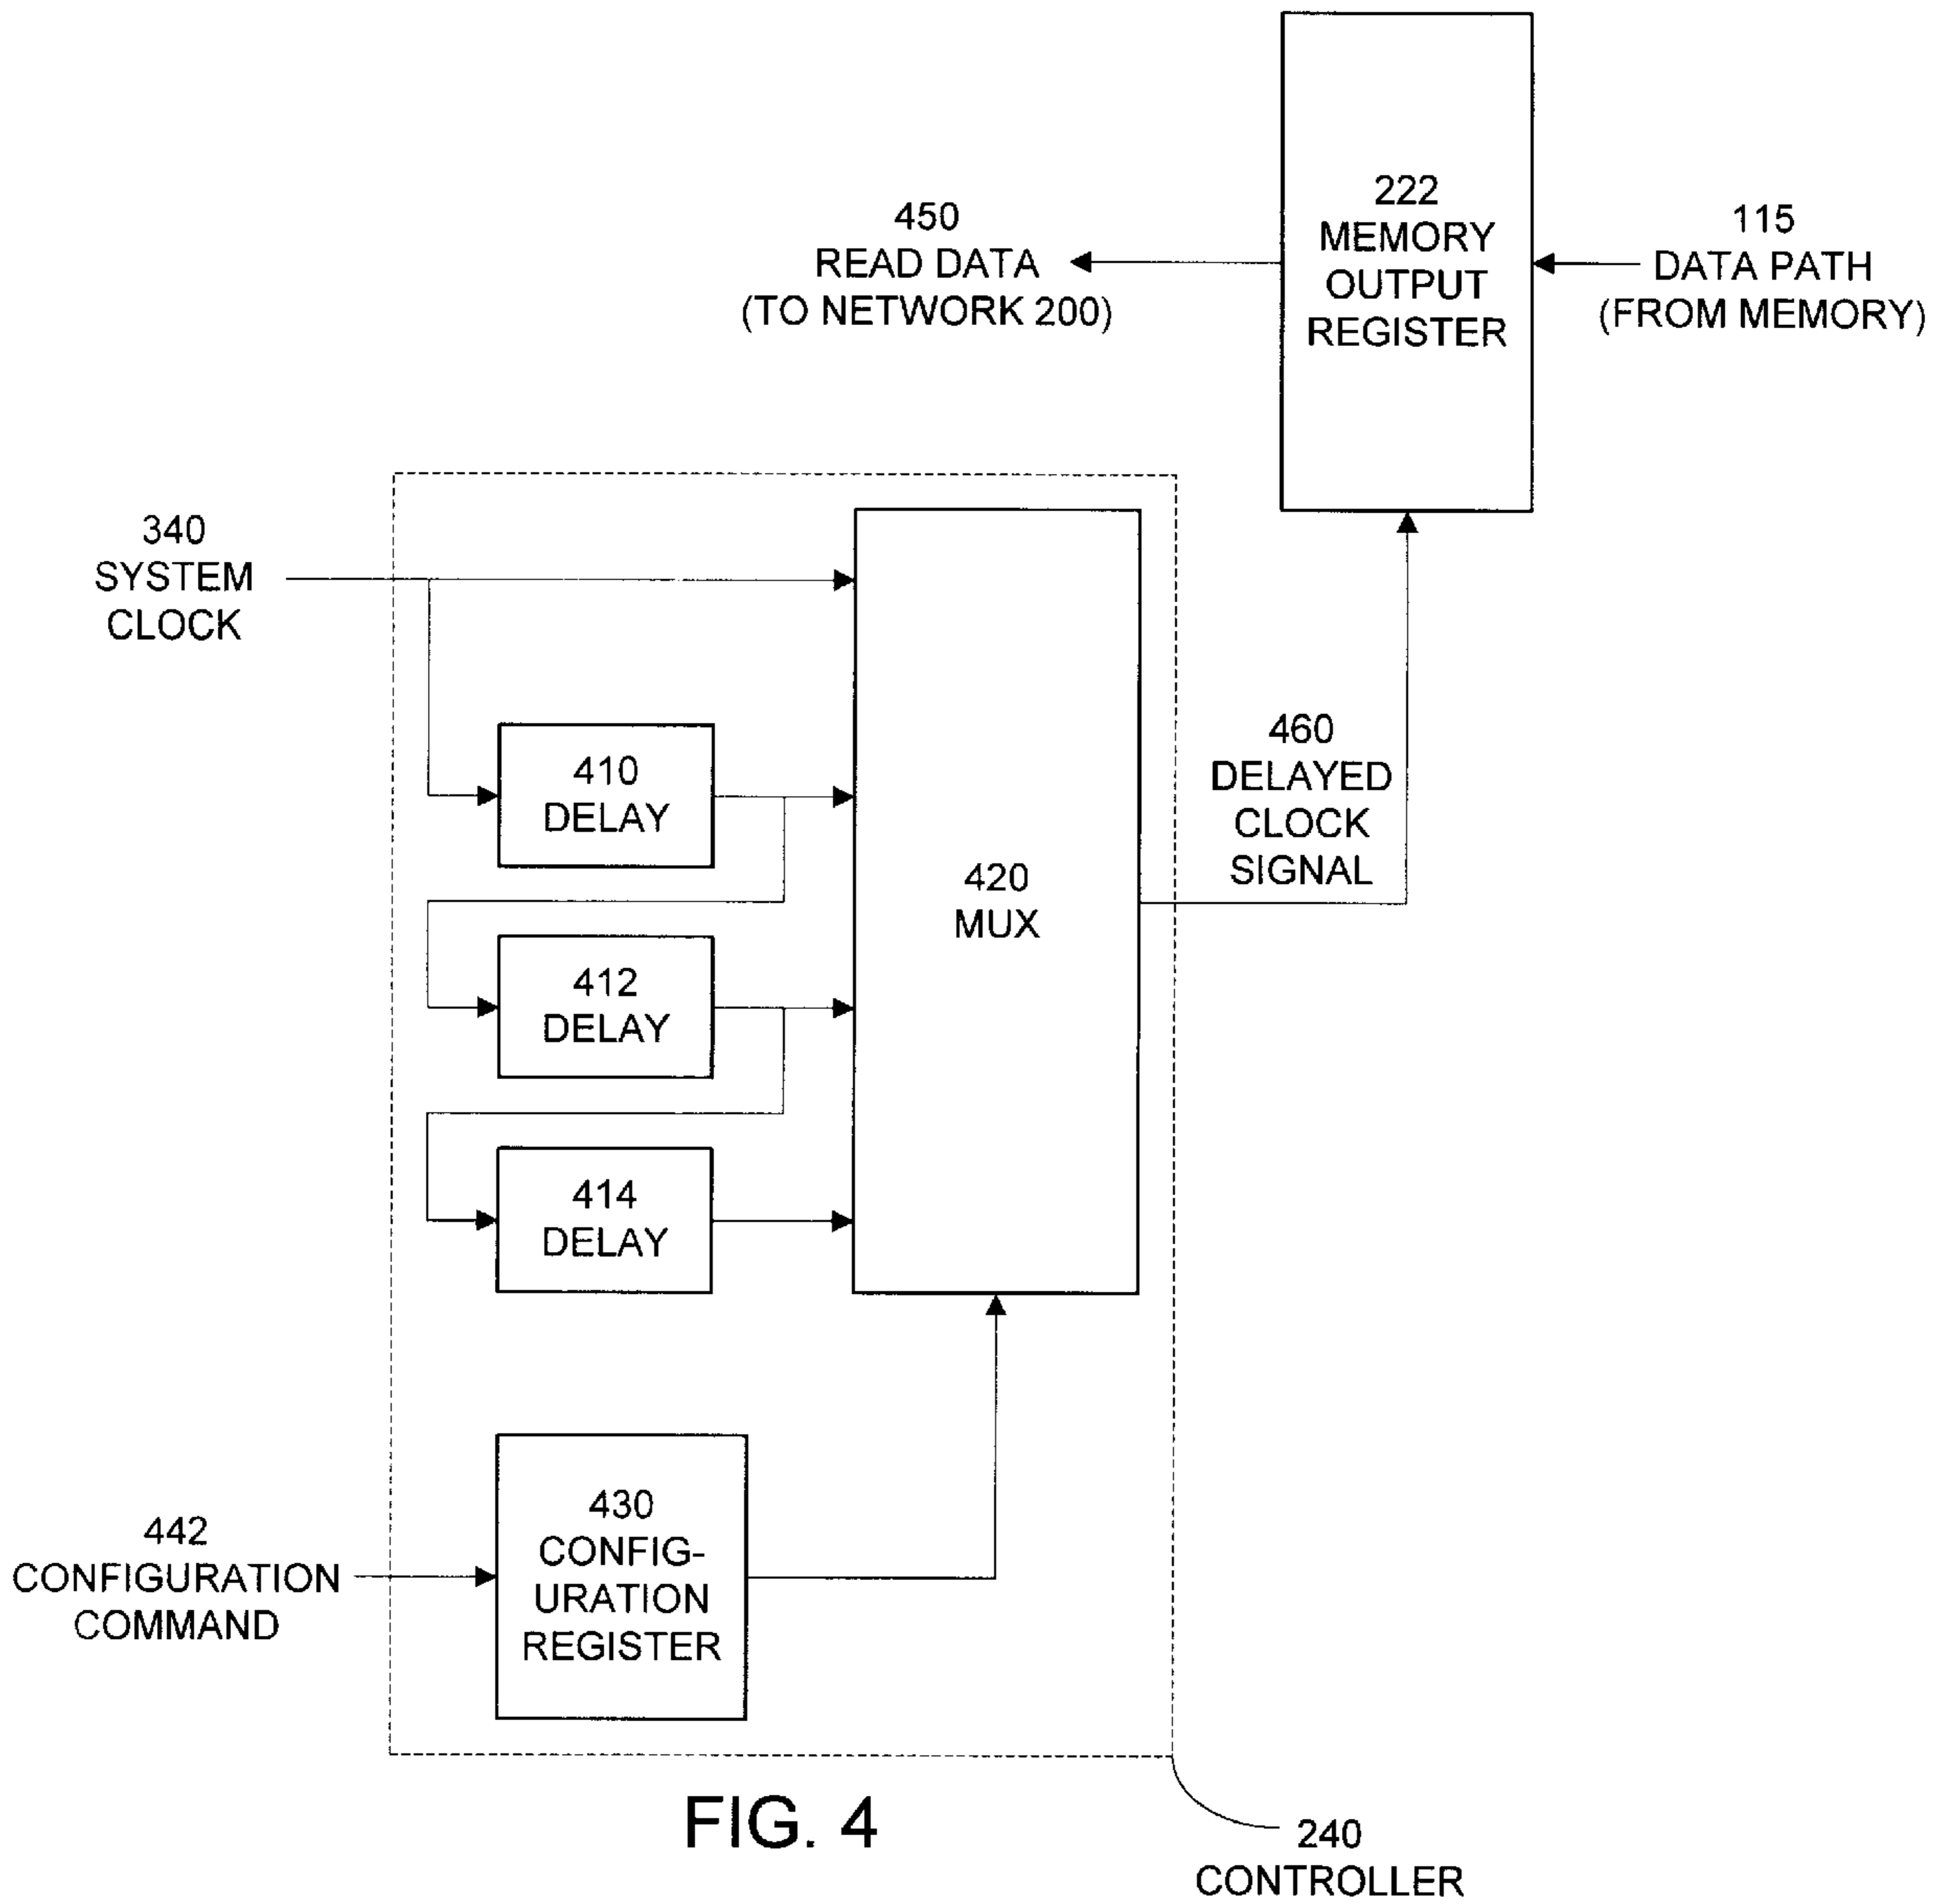 222
MEMORY
OUTPUT
REGISTER
450
READ DATA
(TO NETWORK 200)
115
DATA PATH
(FROM MEMORY)
340
SYSTEM
CLOCK
410
DELAY
460
DELAYED
CLOCK
SIGNAL
420
MUX
412
DELAY
414
DELAY
430
CONFIG-
URATION
REGISTER
442
CONFIGURATION
COMMAND
FIG. 4
240
CONTROLLER